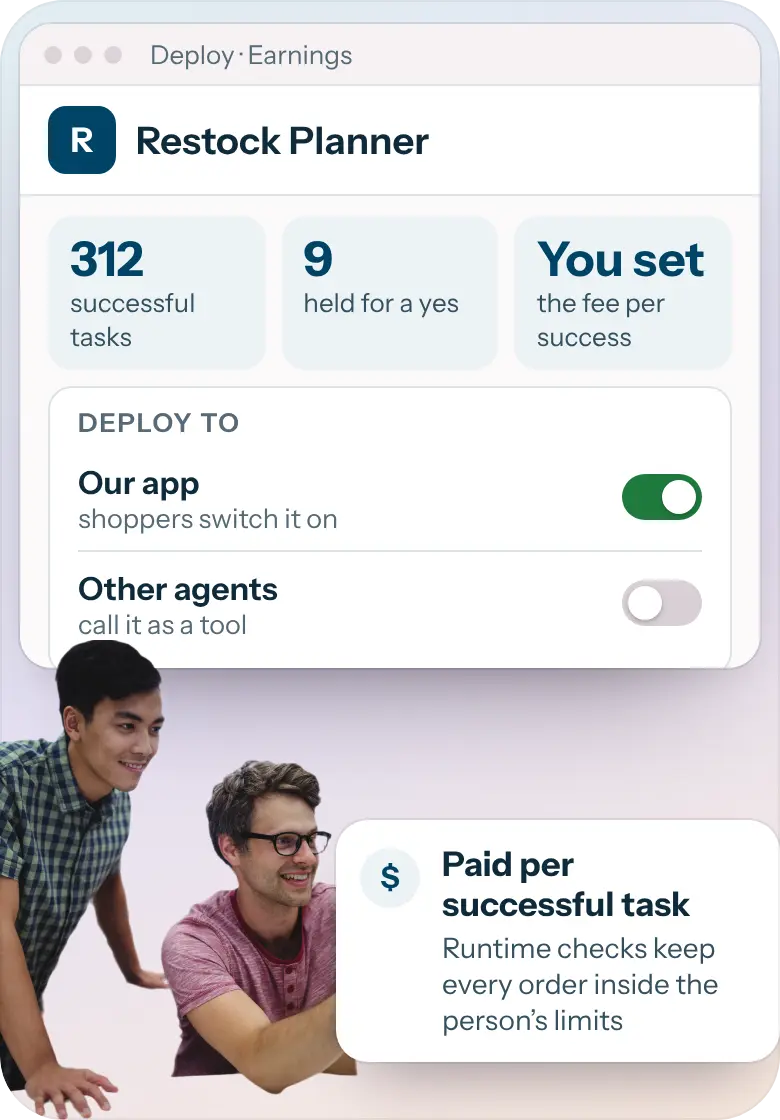 Deploy · Earnings
R
Restock Planner
312
successful
tasks
9
held for a yes
You set
the fee per
success
DEPLOY TO
Our app
shoppers switch it on
Other agents
call it as a tool
$
Paid per
successful task
Runtime checks keep
every order inside the
person’s limits